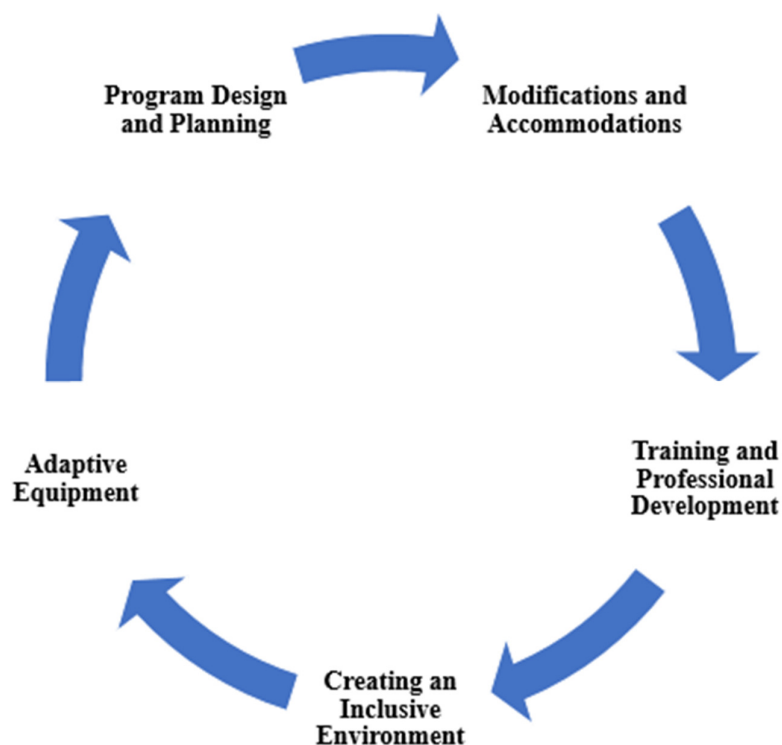 Program Design
and Planning
Modifications and
Accommodations
Training and
Professional
Development
Creating an
Inclusive
Environment
Adaptive
Equipment